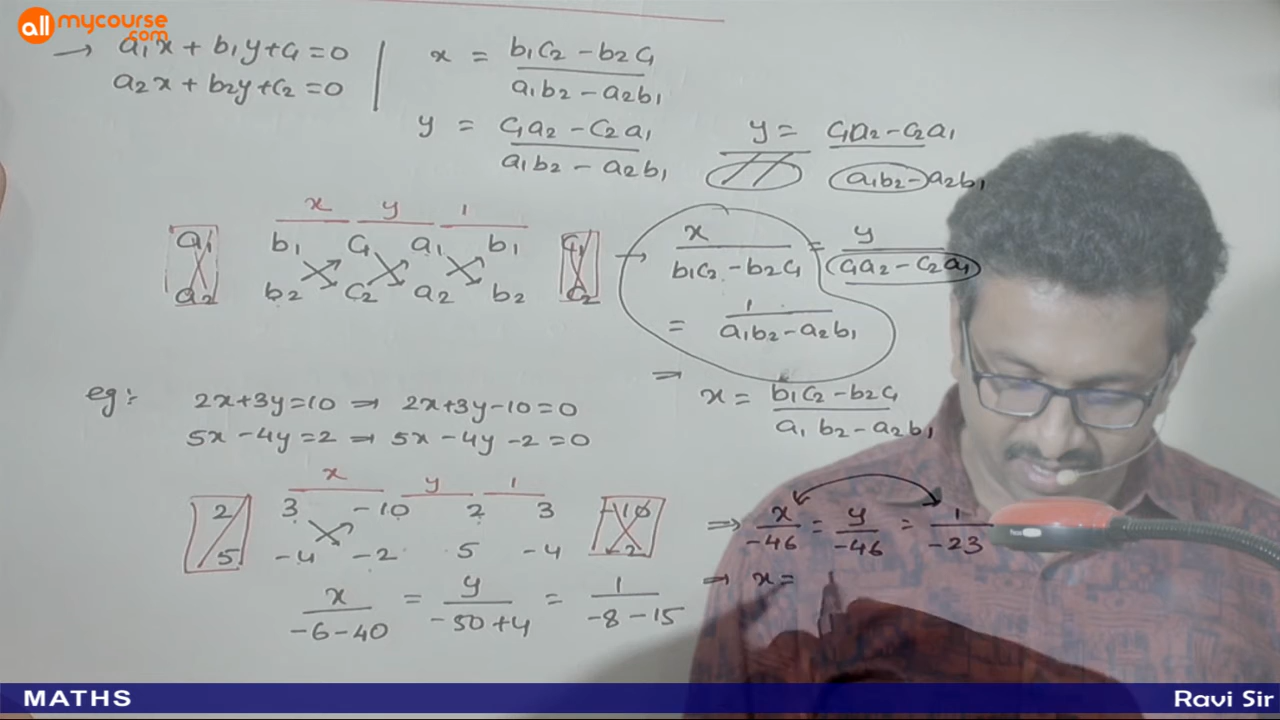 all mycourse.com
→ a₁x + b₁y + c₁ = 0
a₂x + b₂y + c₂ = 0
x = (b₁c₂ - b₂c₁)/(a₁b₂ - a₂b₁)
y = (c₁a₂ - c₂a₁)/(a₁b₂ - a₂b₁)
y = (c₁a₂ - c₂a₁)/(a₁b₂ - a₂b₁)
x y 1
a₁ b₁ c₁ a₁ b₁ c₁
a₂ b₂ c₂ a₂ b₂ c₂
→ x/(b₁c₂ - b₂c₁) = y/(c₁a₂ - c₂a₁)
= 1/(a₁b₂ - a₂b₁)
⇒ x = (b₁c₂ - b₂c₁)/(a₁b₂ - a₂b₁)
eg:- 2x+3y=10 ⇒ 2x+3y-10=0
5x-4y=2 ⇒ 5x-4y-2=0
x y 1
2 3 -10 2 3 -10
5 -4 -2 5 -4 -2
x/(-6-40) = y/(-50+4) = 1/(-8-15)
⇒ x/-46 = y/-46 = 1/-23
⇒ x =
MATHS
Ravi Sir